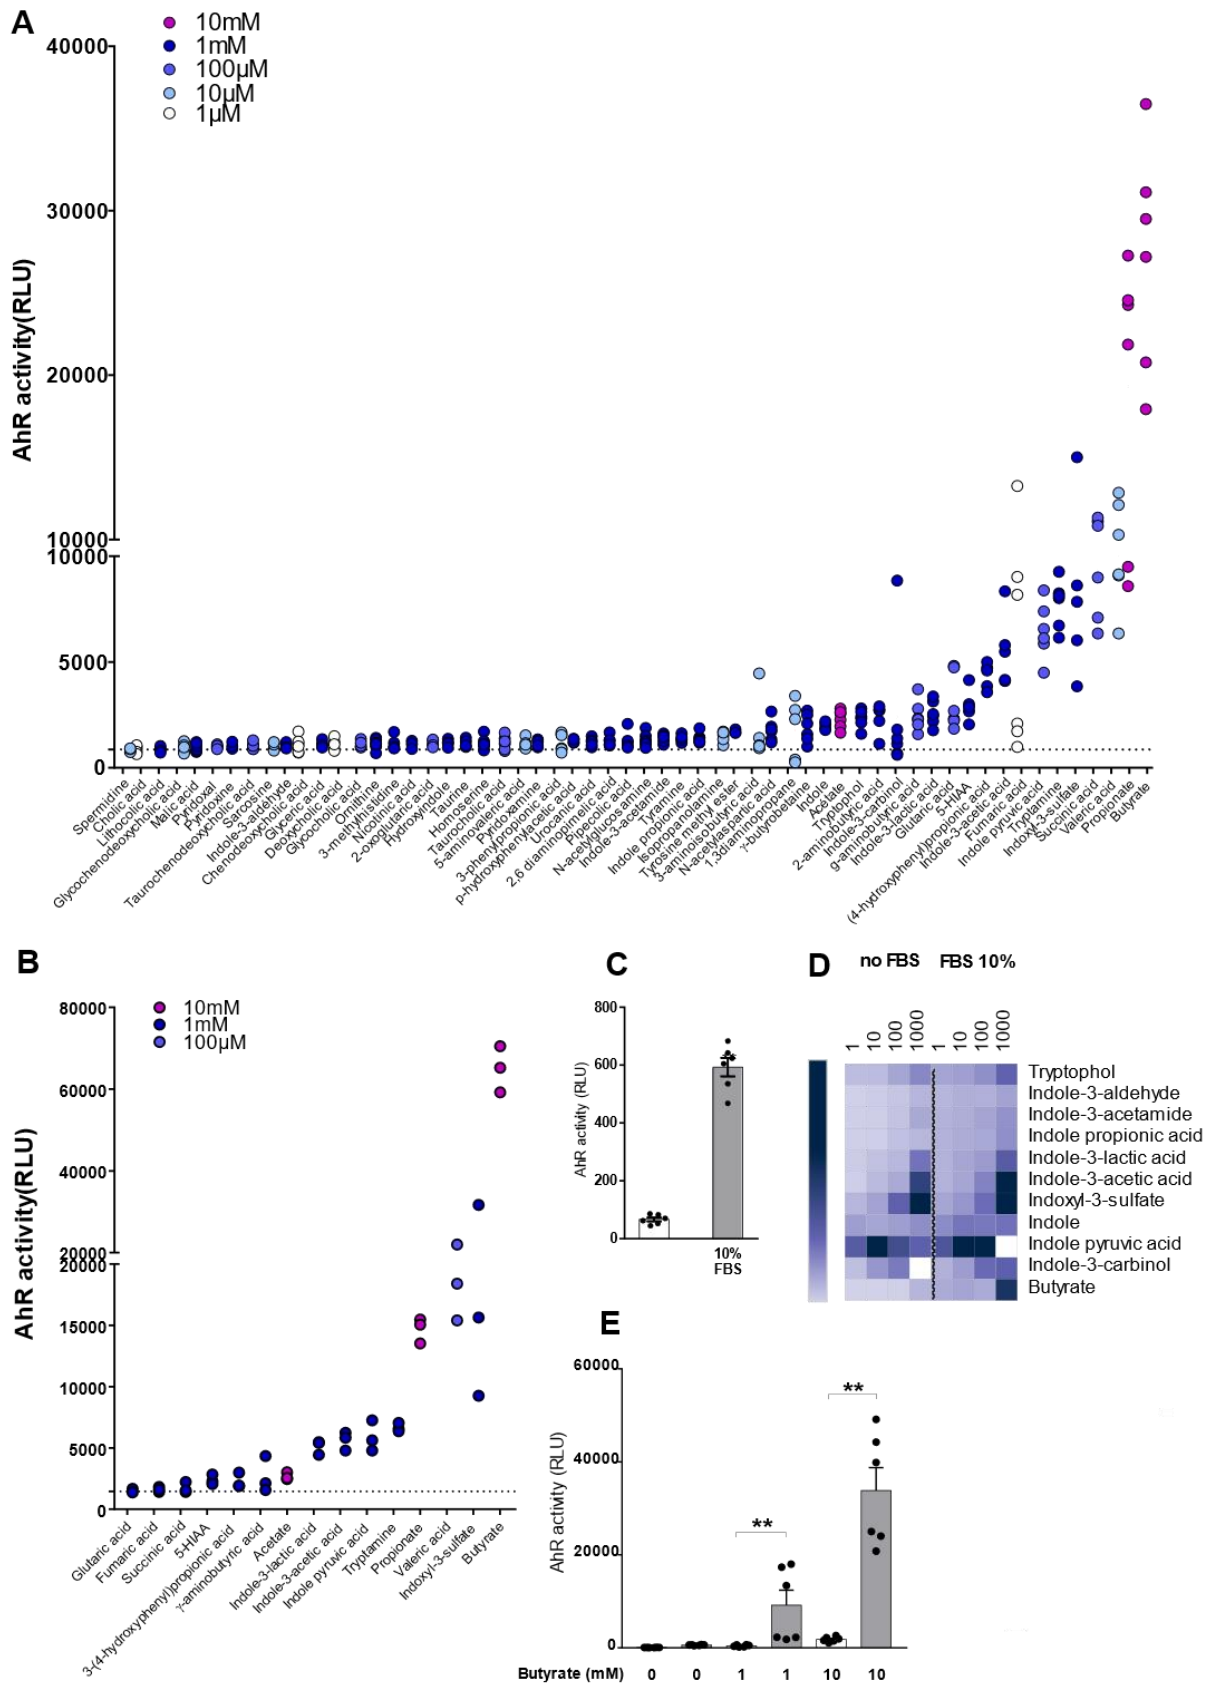 A
10mM
1mM
100µM
10µM
1µM
40000
30000
20000
10000
10000
5000
0
AhR activity(RLU)
Spermidine
Cholic acid
Lithocolic acid
Glycochenodeoxycholic acid
Malic acid
Pyridoxal
Pyridoxine
Taurochenodeoxycholic acid
Sarcosine
Indole-3-aldehyde
Chenodeoxycholic acid
Glyceric acid
Deoxycholic acid
Glycocholic acid
Ornithine
3-methylhistidine
Nicotinic acid
2-oxoglutaric acid
Hydroxyindole
Taurine
Homoserine
Taurocholic acid
5-aminovaleric acid
Pyridoxamine
3-phenylpropionic acid
p-hydroxyphenylacetic acid
Urocanic acid
2,6 diaminopimelic acid
Pipecolic acid
N-acetylglucosamine
Indole-3-acetamide
Tyramine
Indole propionic acid
Isopropanolamine
Tyrosine methyl ester
3-aminoisobutyric acid
N-acetylaspartic acid
1,3diaminopropane
γ-butyrobetaine
Indole
Acetate
Tryptophol
2-aminobutyric acid
Indole-3-carbinol
g-aminobutyric acid
Indole-3-lactic acid
Glutaric acid
5-HIAA
(4-hydroxyphenyl)propionic acid
Indole-3-acetic acid
Fumaric acid
Indole pyruvic acid
Tryptamine
Indoxyl-3-sulfate
Succinic acid
Valeric acid
Propionate
Butyrate
B
10mM
1mM
100µM
80000
60000
40000
20000
20000
15000
10000
5000
0
AhR activity(RLU)
Glutaric acid
Fumaric acid
Succinic acid
5-HIAA
3-(4-hydroxyphenyl)propionic acid
γ-aminobutyric acid
Acetate
Indole-3-lactic acid
Indole-3-acetic acid
Indole pyruvic acid
Tryptamine
Propionate
Valeric acid
Indoxyl-3-sulfate
Butyrate
C
800
600
400
200
0
AhR activity (RLU)
10%
FBS
D
no FBS FBS 10%
1 10 100 1000 1 10 100 1000
Tryptophol
Indole-3-aldehyde
Indole-3-acetamide
Indole propionic acid
Indole-3-lactic acid
Indole-3-acetic acid
Indoxyl-3-sulfate
Indole
Indole pyruvic acid
Indole-3-carbinol
Butyrate
E
60000
40000
20000
0
AhR activity (RLU)
**
**
Butyrate (mM) 0 0 1 1 10 10